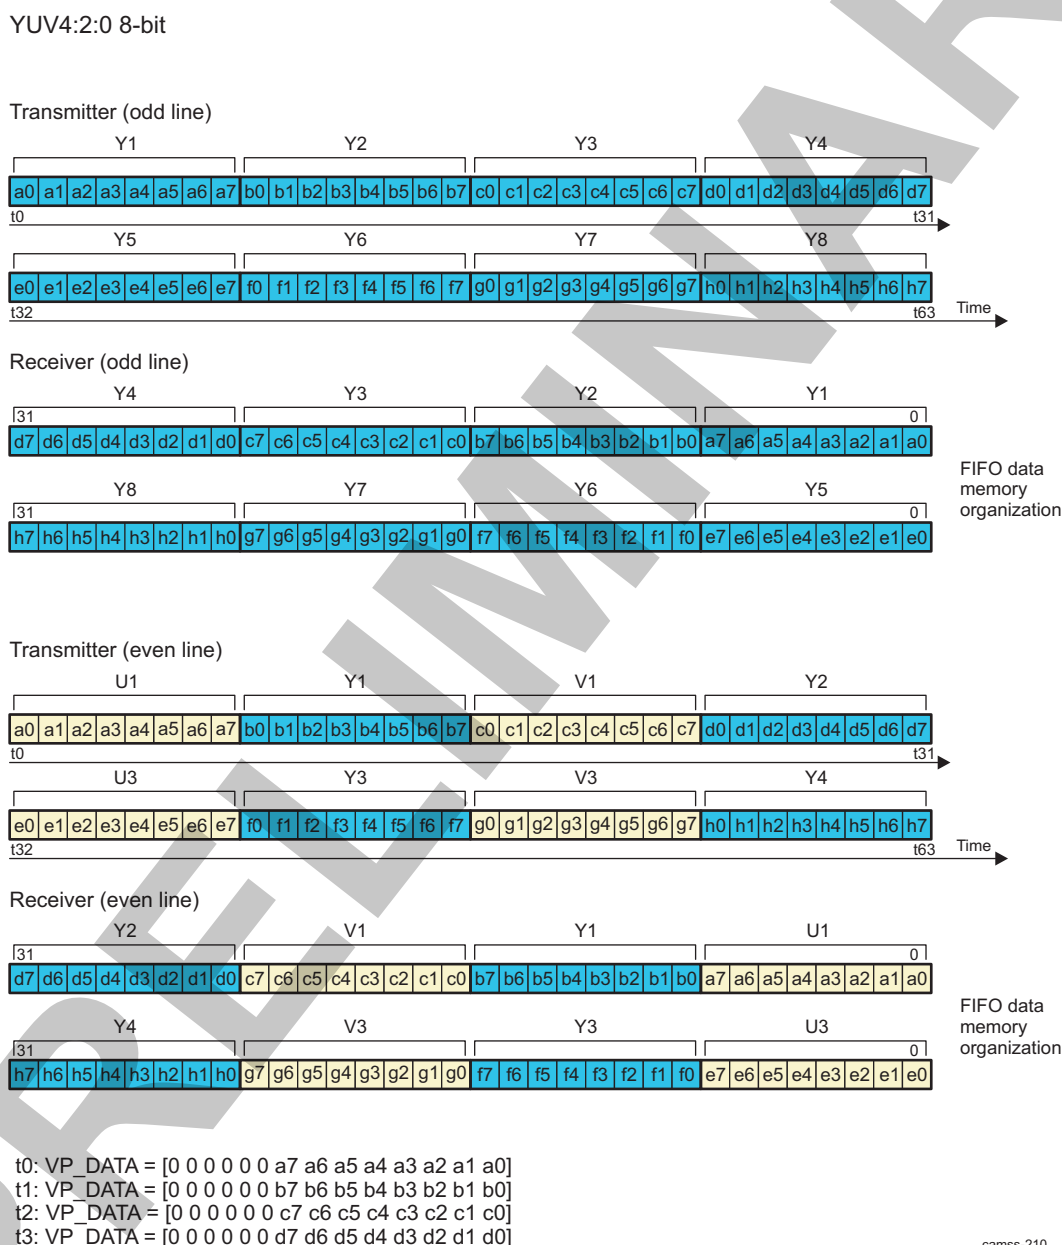 YUV4:2:0 8-bit
Transmitter (odd line)
Y1 Y2 Y3 Y4
a0 a1 a2 a3 a4 a5 a6 a7 b0 b1 b2 b3 b4 b5 b6 b7 c0 c1 c2 c3 c4 c5 c6 c7 d0 d1 d2 d3 d4 d5 d6 d7
t0 t31
Y5 Y6 Y7 Y8
e0 e1 e2 e3 e4 e5 e6 e7 f0 f1 f2 f3 f4 f5 f6 f7 g0 g1 g2 g3 g4 g5 g6 g7 h0 h1 h2 h3 h4 h5 h6 h7
t32 t63 Time
Receiver (odd line)
Y4 Y3 Y2 Y1
31 0
d7 d6 d5 d4 d3 d2 d1 d0 c7 c6 c5 c4 c3 c2 c1 c0 b7 b6 b5 b4 b3 b2 b1 b0 a7 a6 a5 a4 a3 a2 a1 a0
Y8 Y7 Y6 Y5
31 0
h7 h6 h5 h4 h3 h2 h1 h0 g7 g6 g5 g4 g3 g2 g1 g0 f7 f6 f5 f4 f3 f2 f1 f0 e7 e6 e5 e4 e3 e2 e1 e0
FIFO data
memory
organization
Transmitter (even line)
U1 Y1 V1 Y2
a0 a1 a2 a3 a4 a5 a6 a7 b0 b1 b2 b3 b4 b5 b6 b7 c0 c1 c2 c3 c4 c5 c6 c7 d0 d1 d2 d3 d4 d5 d6 d7
t0 t31
U3 Y3 V3 Y4
e0 e1 e2 e3 e4 e5 e6 e7 f0 f1 f2 f3 f4 f5 f6 f7 g0 g1 g2 g3 g4 g5 g6 g7 h0 h1 h2 h3 h4 h5 h6 h7
t32 t63 Time
Receiver (even line)
Y2 V1 Y1 U1
31 0
d7 d6 d5 d4 d3 d2 d1 d0 c7 c6 c5 c4 c3 c2 c1 c0 b7 b6 b5 b4 b3 b2 b1 b0 a7 a6 a5 a4 a3 a2 a1 a0
Y4 V3 Y3 U3
31 0
h7 h6 h5 h4 h3 h2 h1 h0 g7 g6 g5 g4 g3 g2 g1 g0 f7 f6 f5 f4 f3 f2 f1 f0 e7 e6 e5 e4 e3 e2 e1 e0
FIFO data
memory
organization
t0: VP_DATA = [0 0 0 0 0 0 a7 a6 a5 a4 a3 a2 a1 a0]
t1: VP_DATA = [0 0 0 0 0 0 b7 b6 b5 b4 b3 b2 b1 b0]
t2: VP_DATA = [0 0 0 0 0 0 c7 c6 c5 c4 c3 c2 c1 c0]
t3: VP_DATA = [0 0 0 0 0 0 d7 d6 d5 d4 d3 d2 d1 d0]
camss-210
PRELIMINAR